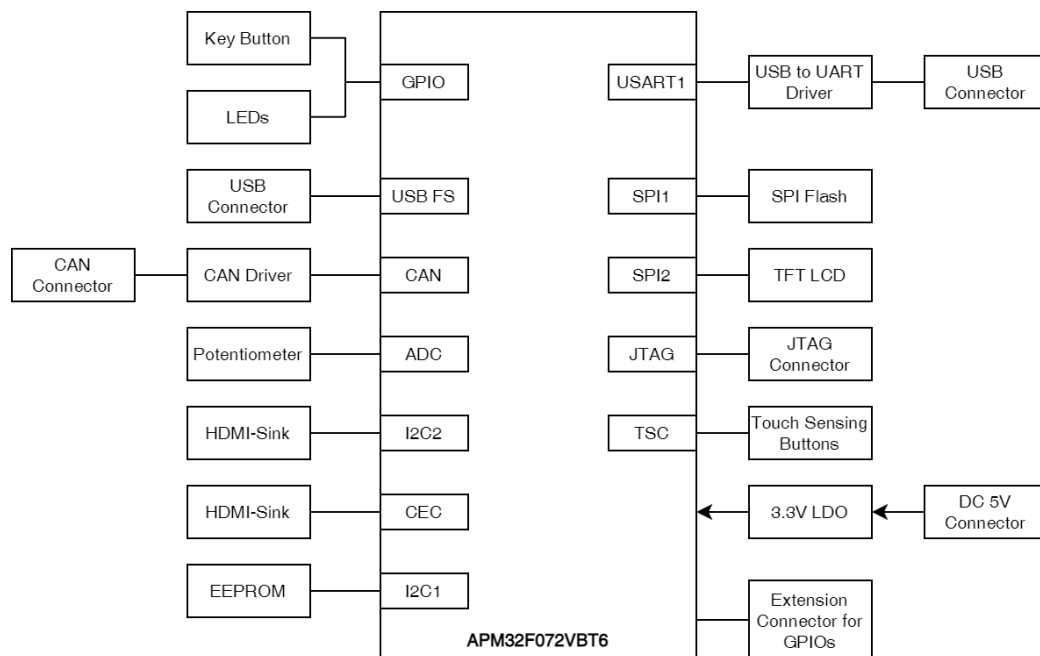 Key Button
LEDs
GPIO
USB
Connector
USB FS
CAN
Connector
CAN Driver
CAN
Potentiometer
ADC
HDMI-Sink
I2C2
HDMI-Sink
CEC
EEPROM
I2C1
USART1
USB to UART
Driver
USB
Connector
SPI1
SPI Flash
SPI2
TFT LCD
JTAG
JTAG
Connector
TSC
Touch Sensing
Buttons
3.3V LDO
DC 5V
Connector
Extension
Connector for
GPIOs
APM32F072VBT6